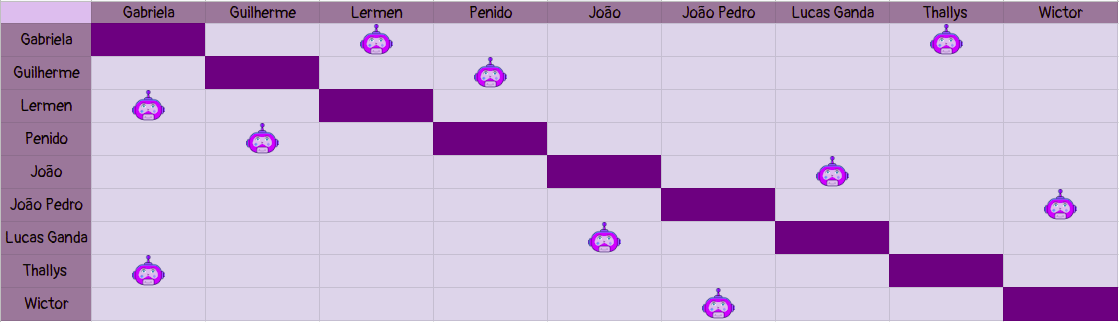 Gabriela Guilherme Lermen Penido João João Pedro Lucas Ganda Thallys Wictor
Gabriela
Guilherme
Lermen
Penido
João
João Pedro
Lucas Ganda
Thallys
Wictor